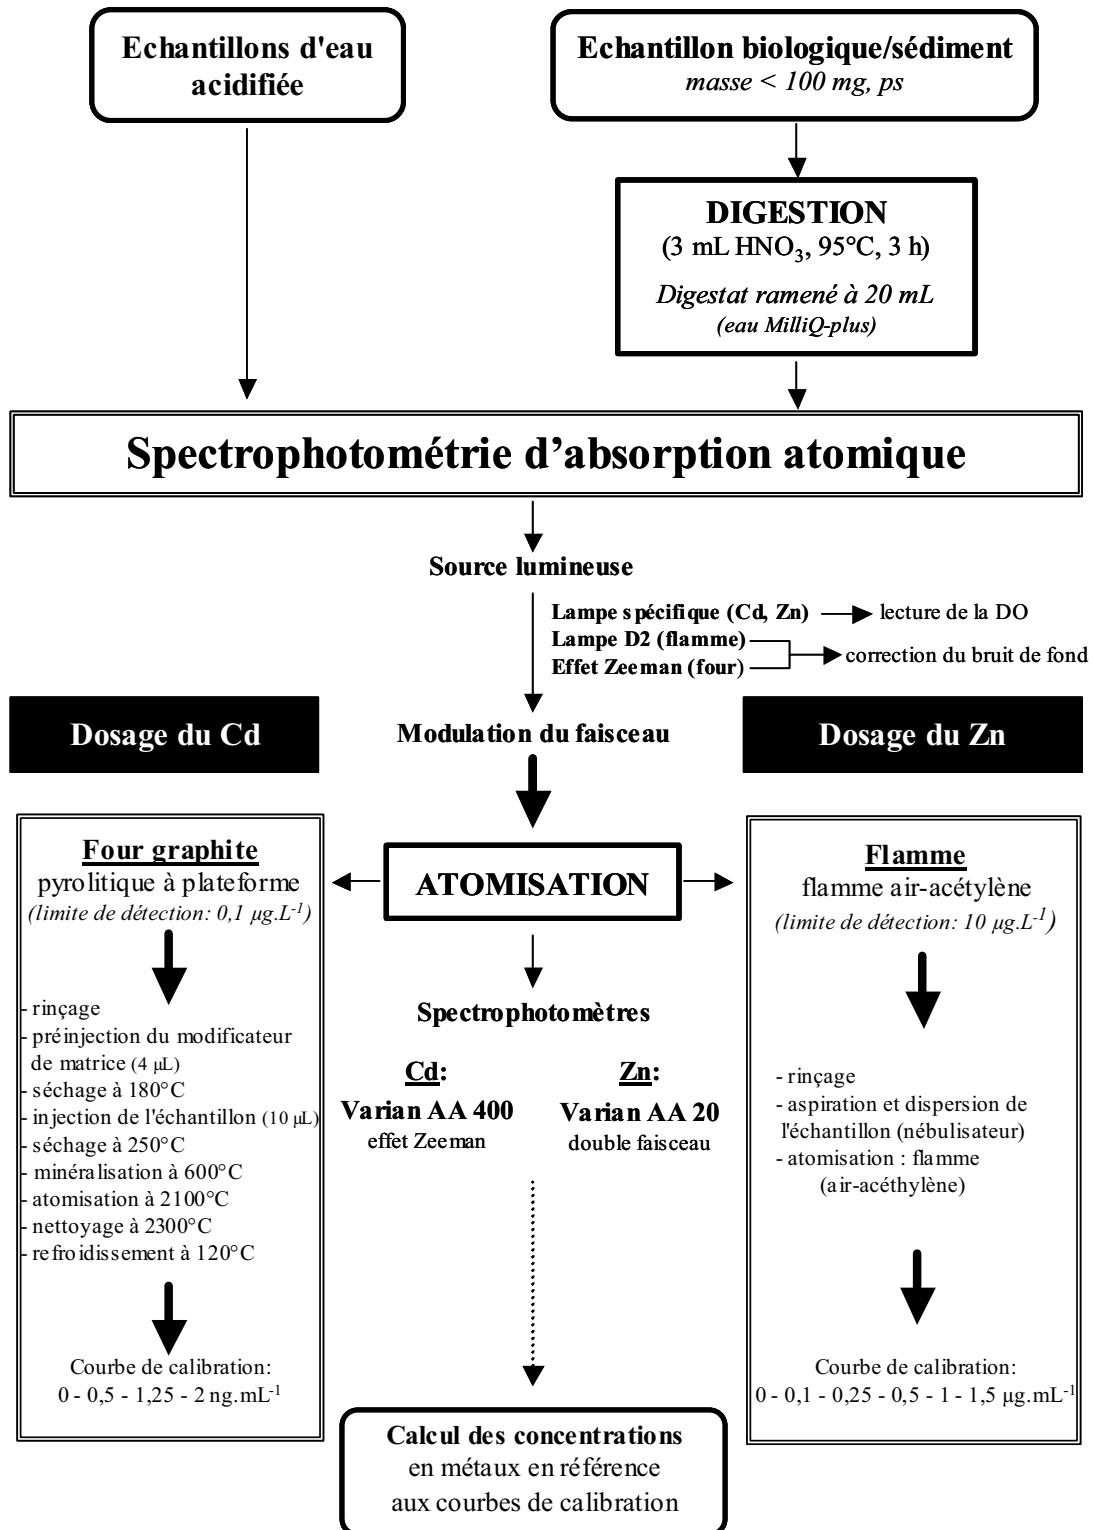 Echantillons d'eau
acidifiée
Echantillon biologique/sédiment
masse < 100 mg, ps
DIGESTION
(3 mL HNO₃, 95°C, 3 h)
Digestat ramené à 20 mL
(eau MilliQ-plus)
Spectrophotométrie d’absorption atomique
Source lumineuse
Lampe spécifique (Cd, Zn)
lecture de la DO
Lampe D2 (flamme)
Effet Zeeman (four)
correction du bruit de fond
Dosage du Cd
Modulation du faisceau
Dosage du Zn
Four graphite
pyrolitique à plateforme
(limite de détection: 0,1 µg.L⁻¹)
- rinçage
- préinjection du modificateur
de matrice (4 µL)
- séchage à 180°C
- injection de l'échantillon (10 µL)
- séchage à 250°C
- minéralisation à 600°C
- atomisation à 2100°C
- nettoyage à 2300°C
- refroidissement à 120°C
Courbe de calibration:
0 - 0,5 - 1,25 - 2 ng.mL⁻¹
ATOMISATION
Spectrophotomètres
Cd:
Varian AA 400
effet Zeeman
Zn:
Varian AA 20
double faisceau
Flamme
flamme air-acétylène
(limite de détection: 10 µg.L⁻¹)
- rinçage
- aspiration et dispersion de
l'échantillon (nébulisateur)
- atomisation : flamme
(air-acéthylène)
Courbe de calibration:
0 - 0,1 - 0,25 - 0,5 - 1 - 1,5 µg.mL⁻¹
Calcul des concentrations
en métaux en référence
aux courbes de calibration